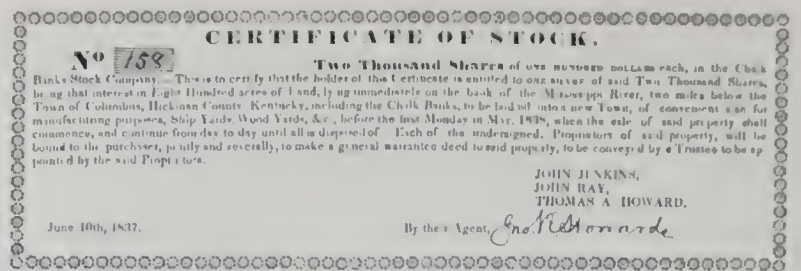 CERTIFICATE OF STOCK.
No 158
Two Thousand Shares of ONE HUNDRED DOLLARS each, in the Chalk
Banks Stock Company. This is to certify that the holder of this Certificate is entitled to ONE SHARE of said Two Thousand Shares,
being that interest in Eight Hundred acres of Land, lying immediately on the bank of the Mississippi River, two miles below the
Town of Columbus, Hickman County Kentucky, including the Chalk Banks, to be laid off into a new Town, of convenient size for
manufacturing purposes, Ship Yards, Wood Yards, &c., before the first Monday in May, 1838, when the sale of said property shall
commence, and continue from day to day until all is disposed of Each of the undersigned, Proprietors of said property, will be
bound to the purchaser, jointly and severally, to make a general warrantee deed to said property, to be conveyed by a Trustee to be ap
pointed by the said Proprietors.
JOHN JENKINS,
JOHN RAY,
THOMAS A HOWARD.
June 10th, 1837. By their Agent, Jno. R Howarde